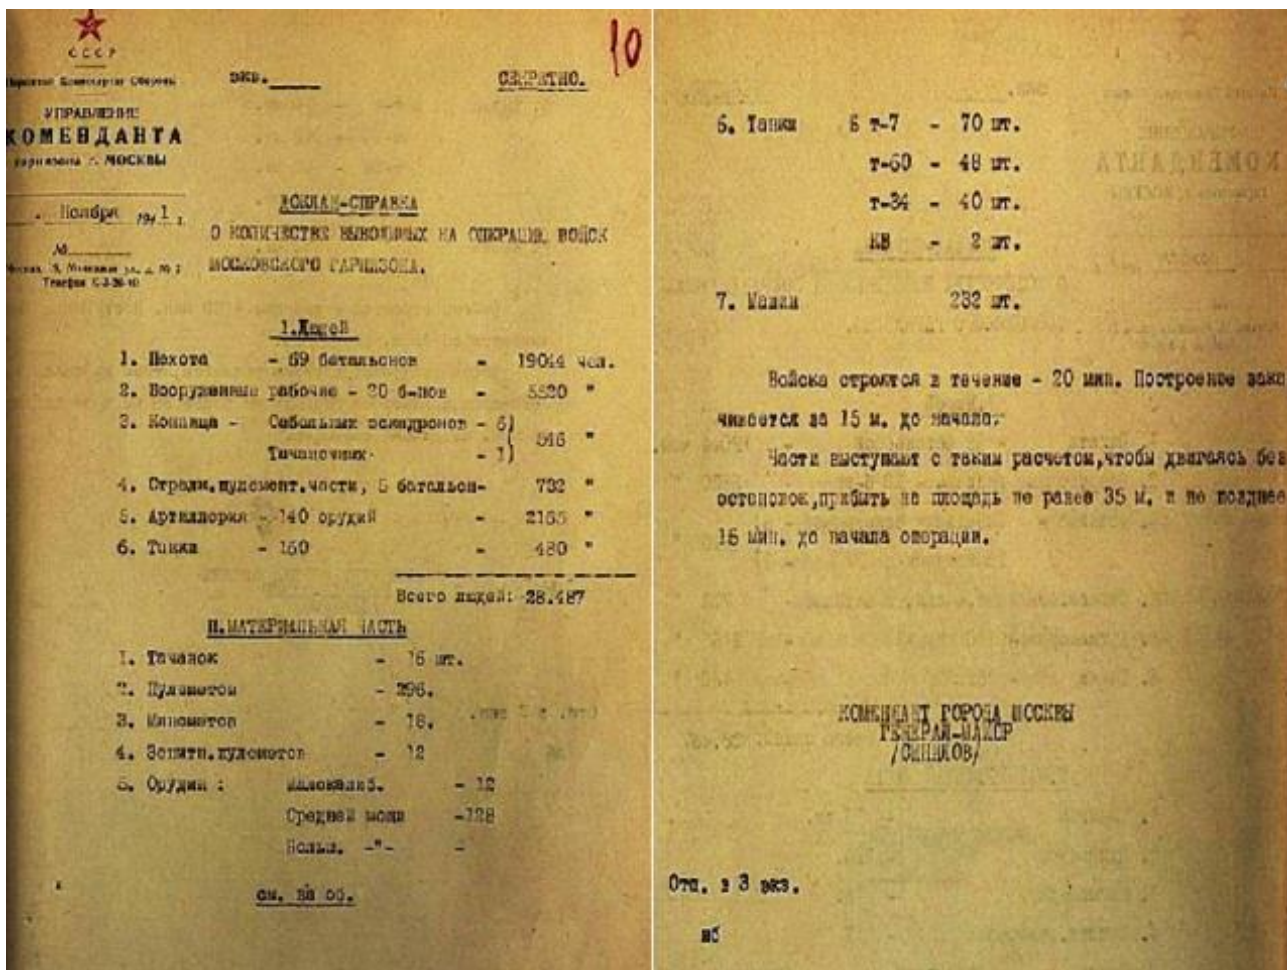 10
СССР
Народный Комиссариат Обороны
УПРАВЛЕНИЕ
КОМЕНДАНТА
гарнизона г. МОСКВЫ
экз.
СЕКРЕТНО.
Ноября 1941 г.
№
Телефон
ДОКЛАД-СПРАВКА
О КОЛИЧЕСТВЕ ВЫВОДИМЫХ НА ОПЕРАЦИЮ ВОЙСК
МОСКОВСКОГО ГАРНИЗОНА.
I.Людей
1. Пехота - 69 батальонов - 19044 чел.
2. Вооруженные рабочие - 20 б-нов - 5520 "
3. Конница - Сабельных эскадронов - 6)
546 "
Тачаночных - 1)
4. Стрелк.пулемет.части, 5 батальон- 732 "
5. Артиллерия - 140 орудий - 2165 "
6. Танки - 160 - 480 "
Всего людей: 28.487
II.МАТЕРИАЛЬНАЯ ЧАСТЬ
1. Тачанок - 16 шт.
2. Пулеметов - 296.
3. Минометов - 18.
4. Зенитн.пулеметов - 12
5. Орудия : малокалиб. - 12
Средней мощн -128
Больш. -"- -
см. на об.
6. Танки Б т-7 - 70 шт.
т-60 - 48 шт.
т-34 - 40 шт.
КВ - 2 шт.
7. Машин 232 шт.
Войска строятся в течение - 20 мин. Построение зака
чивается за 15 м. до начала.
Части выступают с таким расчетом,чтобы двигаясь без
остановок,прибыть на площадь не ранее 35 м. и не позднее
15 мин. до начала операции.
КОМЕНДАНТ ГОРОДА МОСКВЫ
ГЕНЕРАЛ-МАЙОР
/СИНИЛОВ/
Отп. в 3 экз.